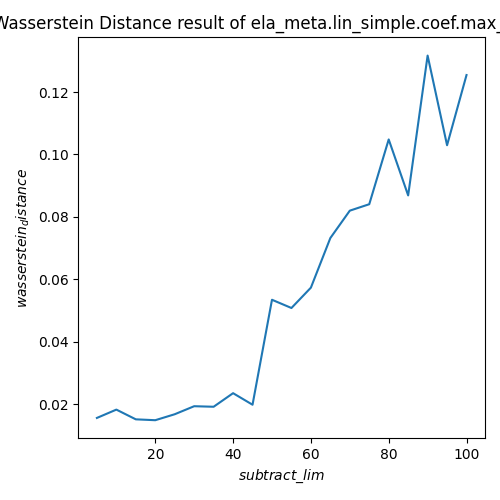 Wasserstein Distance result of ela_meta.lin_simple.coef.max_
0.12
0.10
0.08
0.06
0.04
0.02
wasserstein_distance
20 40 60 80 100
subtract_lim